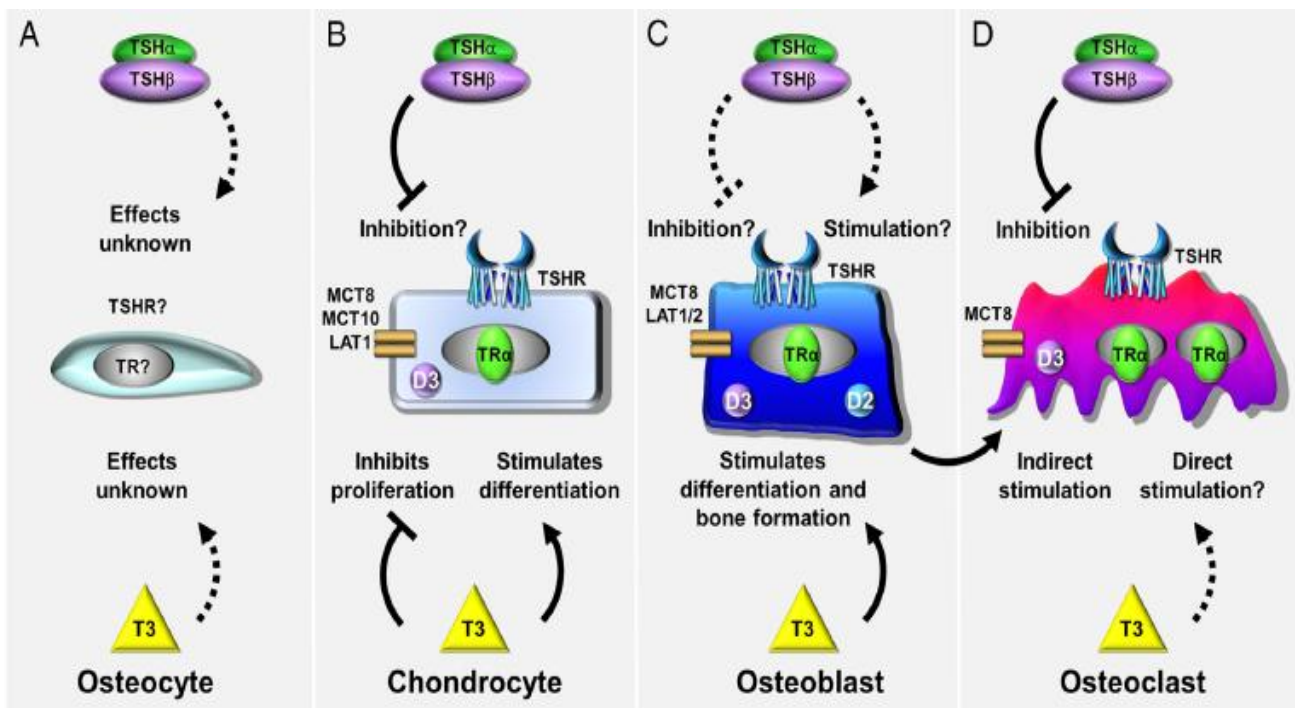 A
TSHα
TSHβ
Effects
unknown
TSHR?
TR?
Effects
unknown
T3
Osteocyte
B
TSHα
TSHβ
Inhibition?
TSHR
MCT8
MCT10
LAT1
TRα
D3
Inhibits
proliferation
Stimulates
differentiation
T3
Chondrocyte
C
TSHα
TSHβ
Inhibition?
Stimulation?
TSHR
MCT8
LAT1/2
TRα
D3
D2
Stimulates
differentiation and
bone formation
T3
Osteoblast
D
TSHα
TSHβ
Inhibition
TSHR
MCT8
D3
TRα
TRα
Indirect
stimulation
Direct
stimulation?
T3
Osteoclast